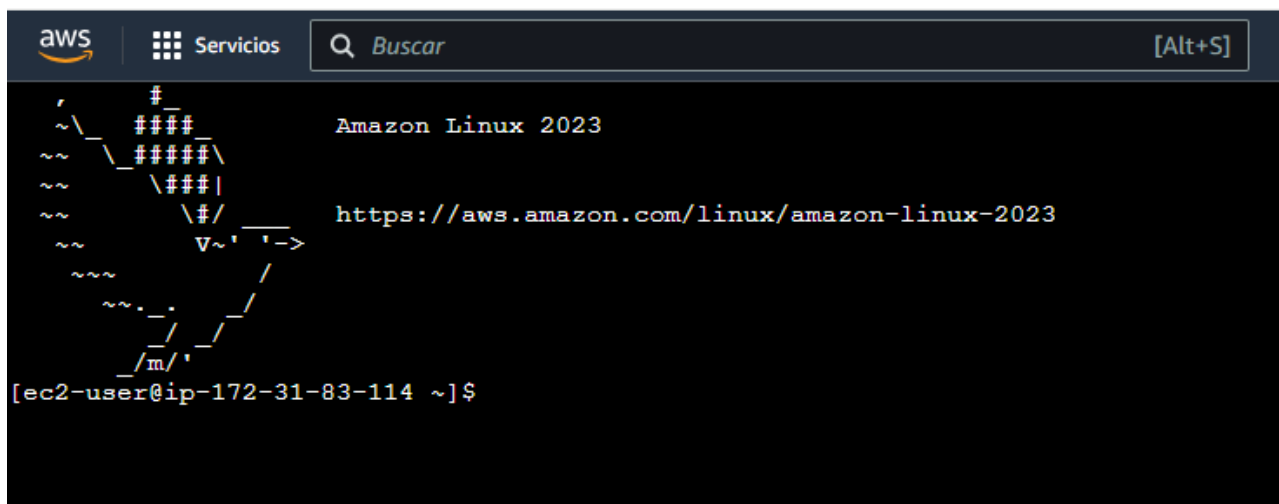 aws Servicios Buscar [Alt+S]
   ,     #_
   ~\_  ####_        Amazon Linux 2023
  ~~  \_#####\
  ~~     \###|
  ~~       \#/ ___   https://aws.amazon.com/linux/amazon-linux-2023
   ~~       V~' '->
    ~~~         /
      ~~._.   _/
         _/ _/
       _/m/'
[ec2-user@ip-172-31-83-114 ~]$